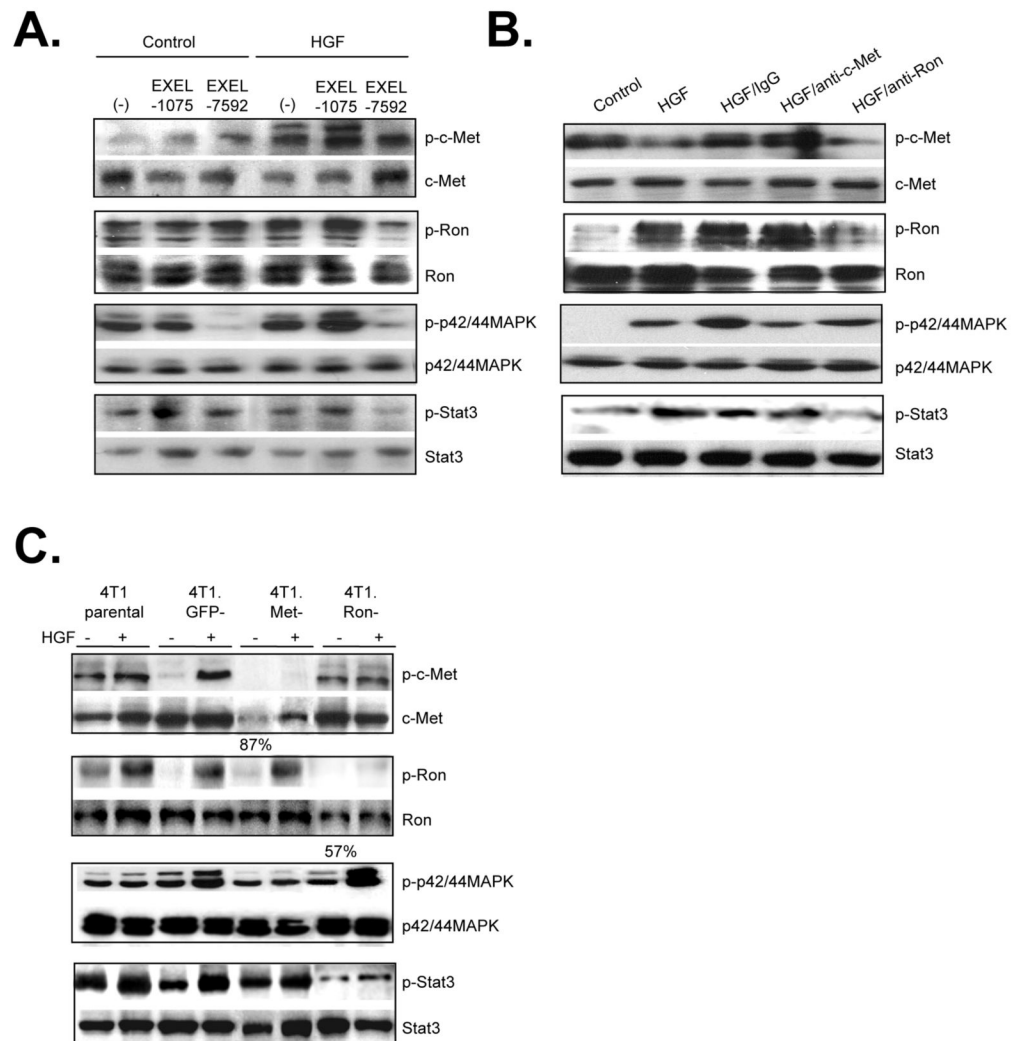 A.
Control HGF
(-) EXEL -1075 EXEL -7592 (-) EXEL -1075 EXEL -7592
p-c-Met
c-Met
p-Ron
Ron
p-p42/44MAPK
p42/44MAPK
p-Stat3
Stat3
B.
Control HGF HGF/IgG HGF/anti-c-Met HGF/anti-Ron
p-c-Met
c-Met
p-Ron
Ron
p-p42/44MAPK
p42/44MAPK
p-Stat3
Stat3
C.
4T1 4T1. 4T1. 4T1.
parental GFP- Met- Ron-
HGF - + - + - + - +
p-c-Met
c-Met
87%
p-Ron
Ron
57%
p-p42/44MAPK
p42/44MAPK
p-Stat3
Stat3